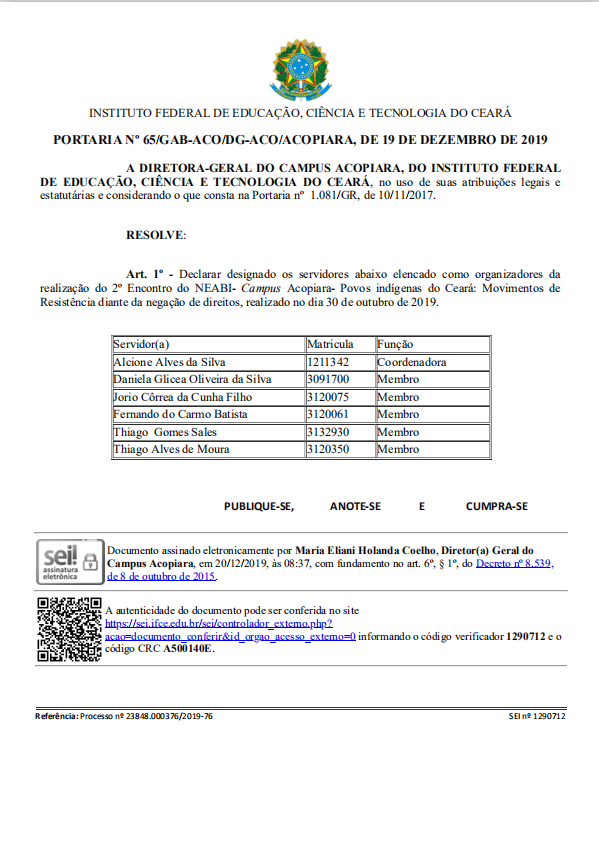 INSTITUTO FEDERAL DE EDUCAÇÃO, CIÊNCIA E TECNOLOGIA DO CEARÁ
PORTARIA Nº 65/GAB-ACO/DG-ACO/ACOPIARA, DE 19 DE DEZEMBRO DE 2019
A DIRETORA-GERAL DO CAMPUS ACOPIARA, DO INSTITUTO FEDERAL
DE EDUCAÇÃO, CIÊNCIA E TECNOLOGIA DO CEARÁ, no uso de suas atribuições legais e
estatutárias e considerando o que consta na Portaria nº 1.081/GR, de 10/11/2017.
RESOLVE:
Art. 1º - Declarar designado os servidores abaixo elencado como organizadores da
realização do 2º Encontro do NEABI- Campus Acopiara- Povos indígenas do Ceará: Movimentos de
Resistência diante da negação de direitos, realizado no dia 30 de outubro de 2019.
Servidor(a) Matricula Função
Alcione Alves da Silva 1211342 Coordenadora
Daniela Glicea Oliveira da Silva 3091700 Membro
Jorio Côrrea da Cunha Filho 3120075 Membro
Fernando do Carmo Batista 3120061 Membro
Thiago Gomes Sales 3132930 Membro
Thiago Alves de Moura 3120350 Membro
PUBLIQUE-SE, ANOTE-SE E CUMPRA-SE
sei!
assinatura
eletrônica
Documento assinado eletronicamente por Maria Eliani Holanda Coelho, Diretor(a) Geral do
Campus Acopiara, em 20/12/2019, às 08:37, com fundamento no art. 6º, § 1º, do Decreto nº 8.539,
de 8 de outubro de 2015.
A autenticidade do documento pode ser conferida no site
https://sei.ifce.edu.br/sei/controlador_externo.php?
acao=documento_conferir&id_orgao_acesso_externo=0 informando o código verificador 1290712 e o
código CRC A500140E.
Referência: Processo nº 23848.000376/2019-76 SEI nº 1290712